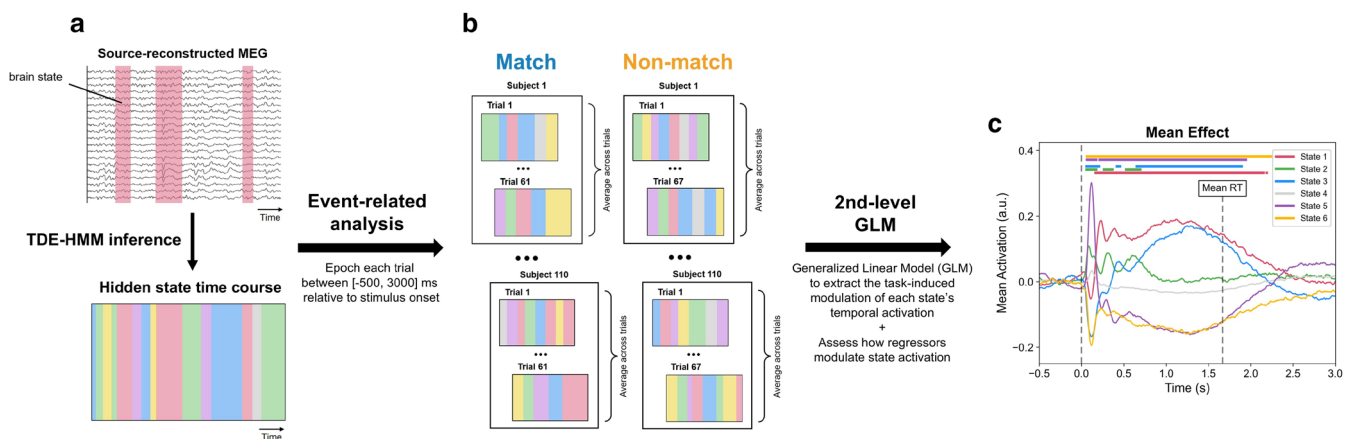 a
Source-reconstructed MEG
brain state
Time
TDE-HMM inference
Hidden state time course
Time
Event-related
analysis
Epoch each trial
between [-500, 3000] ms
relative to stimulus onset
b
Match
Non-match
Subject 1
Trial 1
...
Trial 61
Average across trials
Subject 1
Trial 1
...
Trial 67
Average across trials
...
...
Subject 110
Trial 1
...
Trial 61
Average across trials
Subject 110
Trial 1
...
Trial 67
Average across trials
2nd-level
GLM
Generalized Linear Model (GLM)
to extract the task-induced
modulation of each state's
temporal activation
+
Assess how regressors
modulate state activation
c
Mean Effect
Mean Activation (a.u.)
0.4
0.2
0.0
−0.2
Mean RT
State 1
State 2
State 3
State 4
State 5
State 6
−0.5 0.0 0.5 1.0 1.5 2.0 2.5 3.0
Time (s)